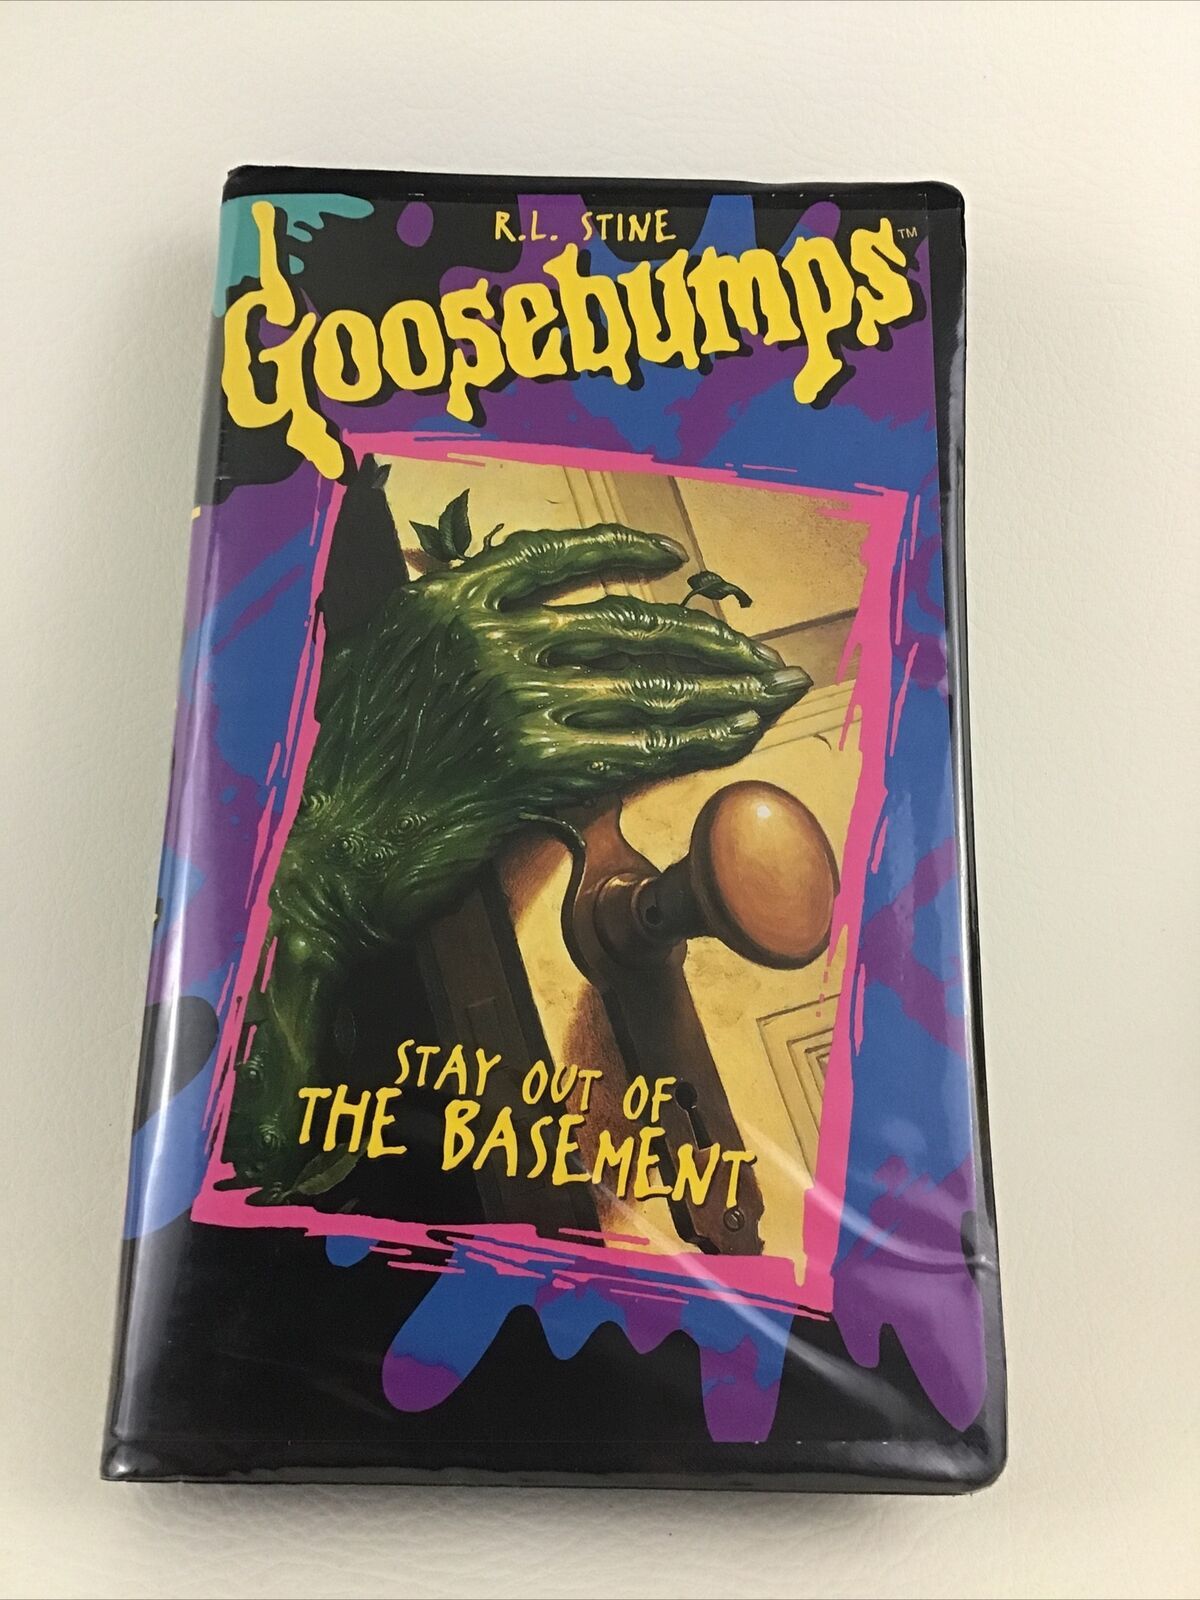 R.L. STINE
Goosebumps™
STAY OUT OF
THE BASEMENT